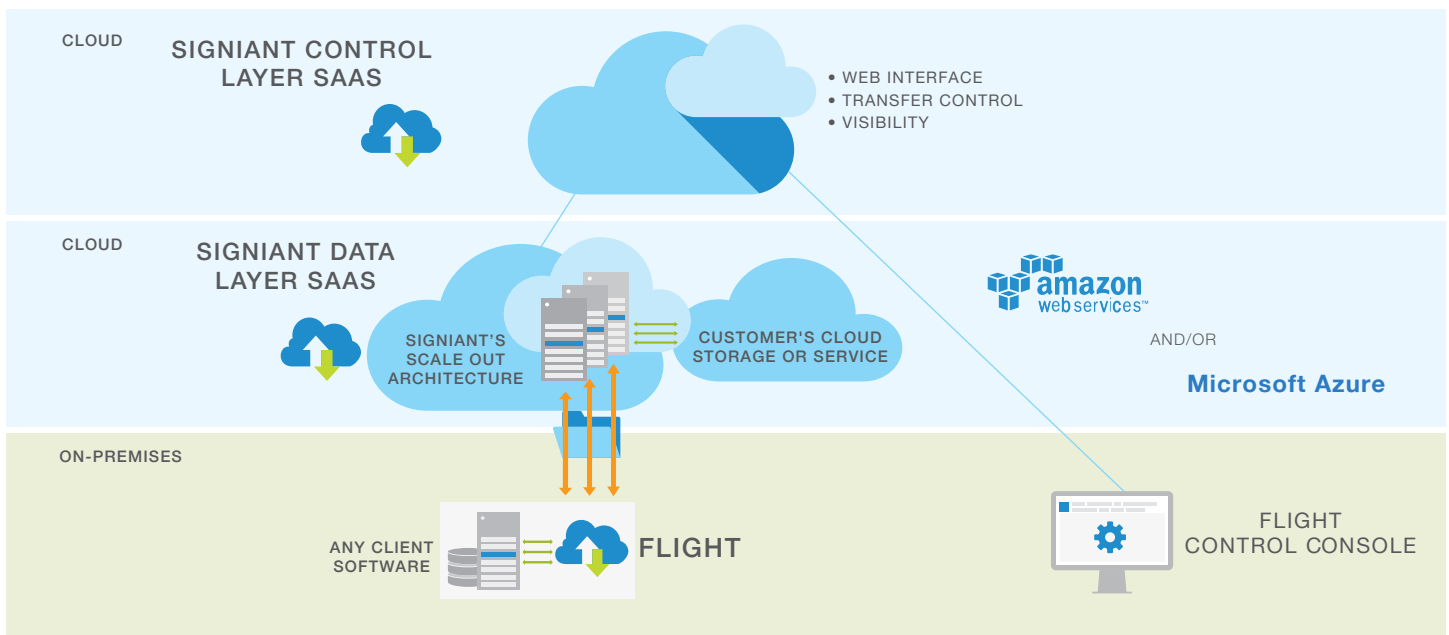 CLOUD
SIGNIANT CONTROL
LAYER SAAS
• WEB INTERFACE
• TRANSFER CONTROL
• VISIBILITY
CLOUD
SIGNIANT DATA
LAYER SAAS
SIGNIANT'S
SCALE OUT
ARCHITECTURE
CUSTOMER'S CLOUD
STORAGE OR SERVICE
amazon
webservices™
AND/OR
Microsoft Azure
ON-PREMISES
ANY CLIENT
SOFTWARE
FLIGHT
FLIGHT
CONTROL CONSOLE